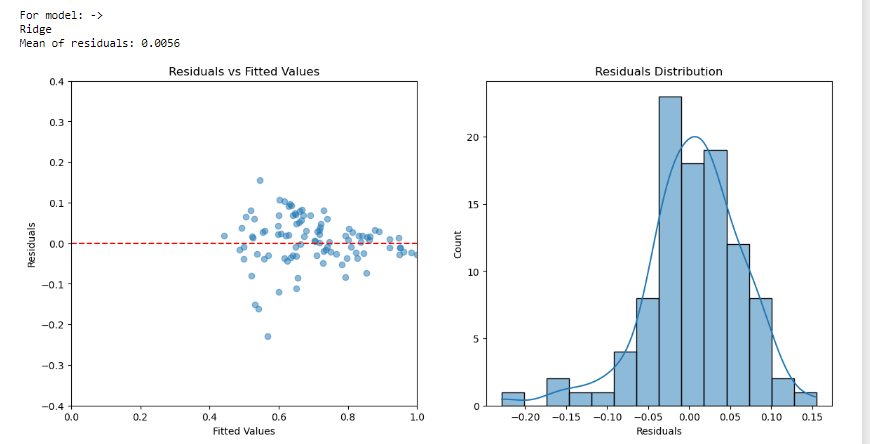 For model: ->
Ridge
Mean of residuals: 0.0056
Residuals vs Fitted Values
0.4
0.3
0.2
0.1
0.0
−0.1
−0.2
−0.3
−0.4
Residuals
0.0 0.2 0.4 0.6 0.8 1.0
Fitted Values
Residuals Distribution
20
15
10
5
0
Count
−0.20 −0.15 −0.10 −0.05 0.00 0.05 0.10 0.15
Residuals